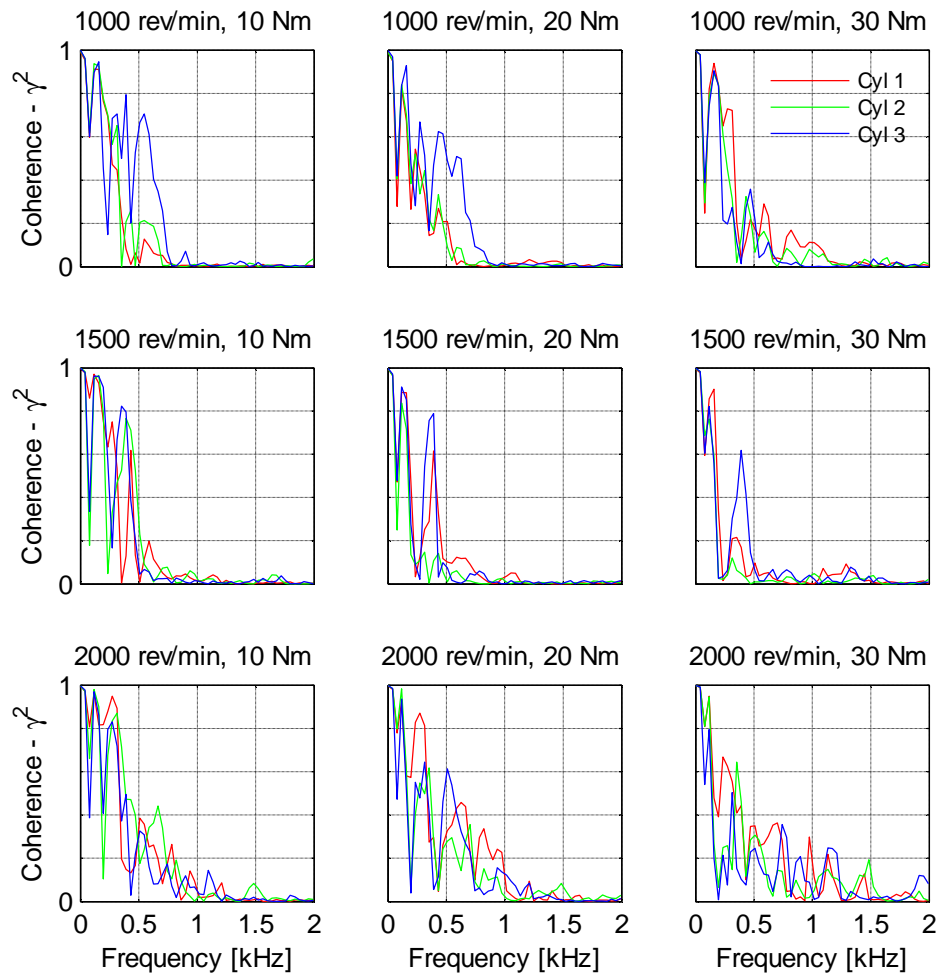 1000 rev/min, 10 Nm
1000 rev/min, 20 Nm
1000 rev/min, 30 Nm
1
Coherence - γ²
0
Cyl 1
Cyl 2
Cyl 3
1500 rev/min, 10 Nm
1500 rev/min, 20 Nm
1500 rev/min, 30 Nm
1
Coherence - γ²
0
2000 rev/min, 10 Nm
2000 rev/min, 20 Nm
2000 rev/min, 30 Nm
1
Coherence - γ²
0
0 0.5 1 1.5 2
0 0.5 1 1.5 2
0 0.5 1 1.5 2
Frequency [kHz]
Frequency [kHz]
Frequency [kHz]